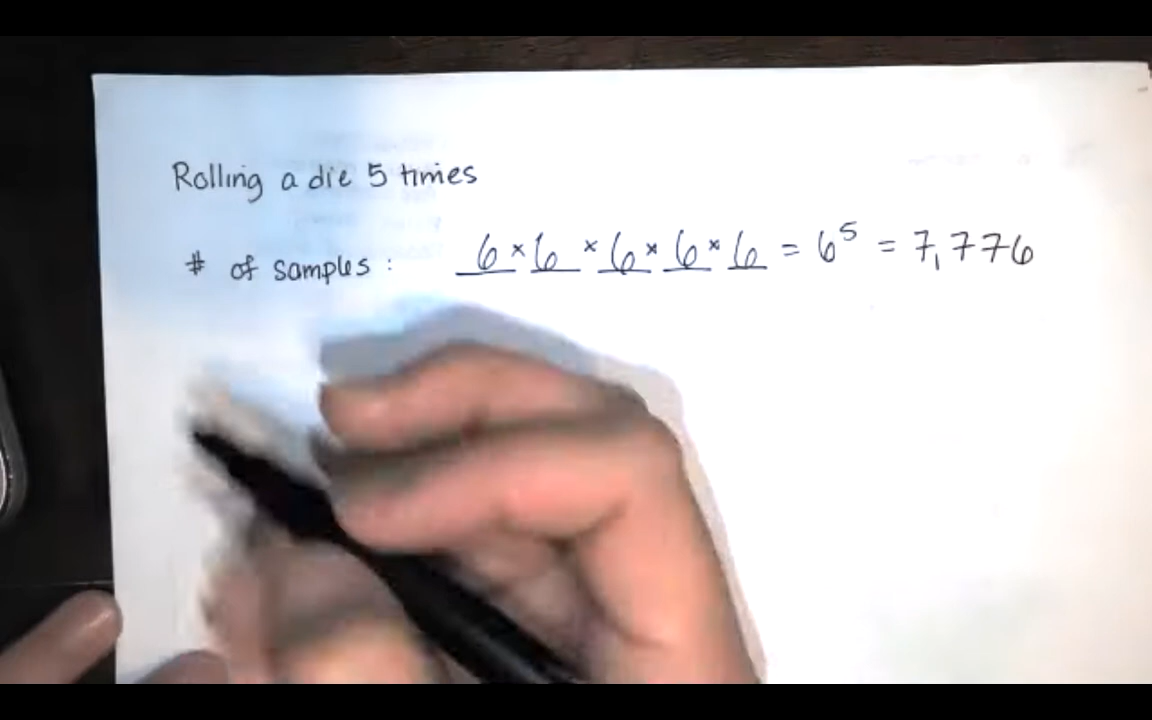 Rolling a die 5 times
# of samples : 6 × 6 × 6 × 6 × 6 = 6⁵ = 7,776